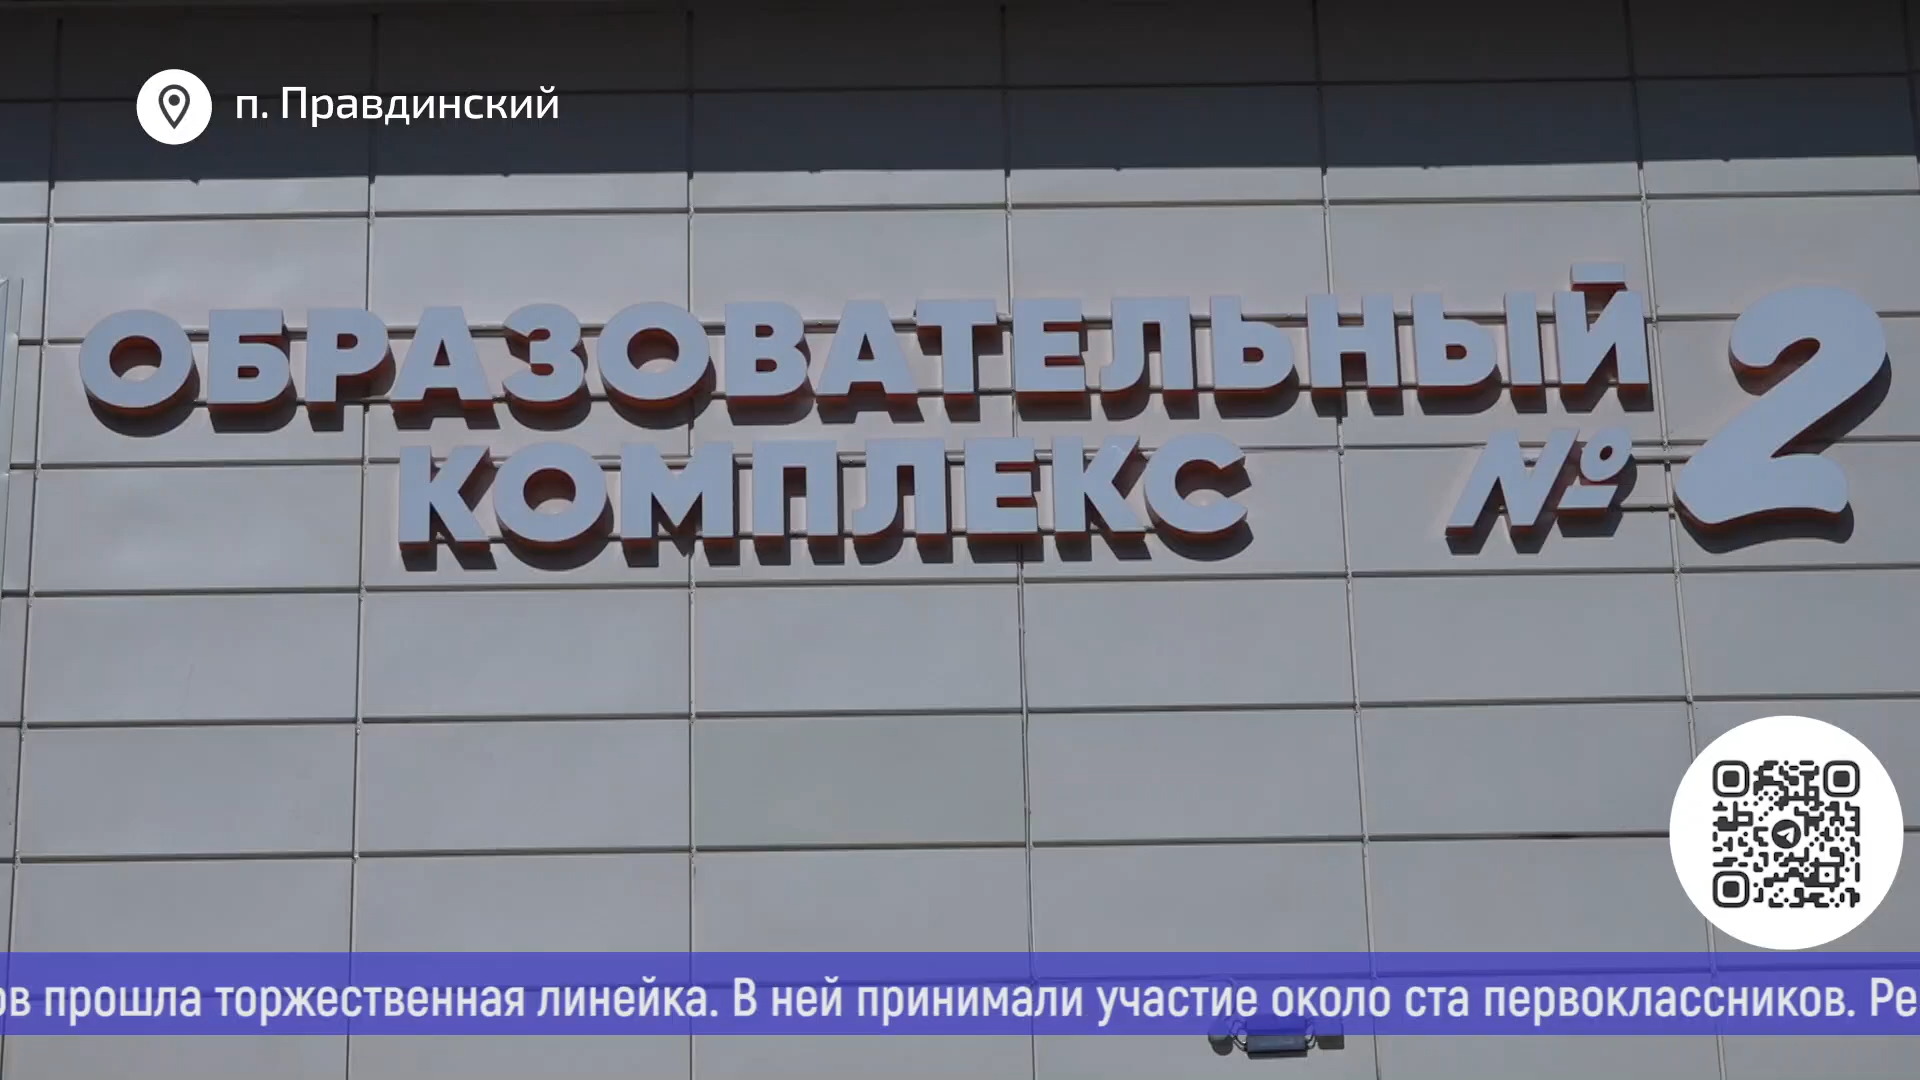 п. Правдинский
ОБРАЗОВАТЕЛЬНЫЙ
КОМПЛЕКС № 2
прошла торжественная линейка. В ней принимали участие около ста первоклассников.